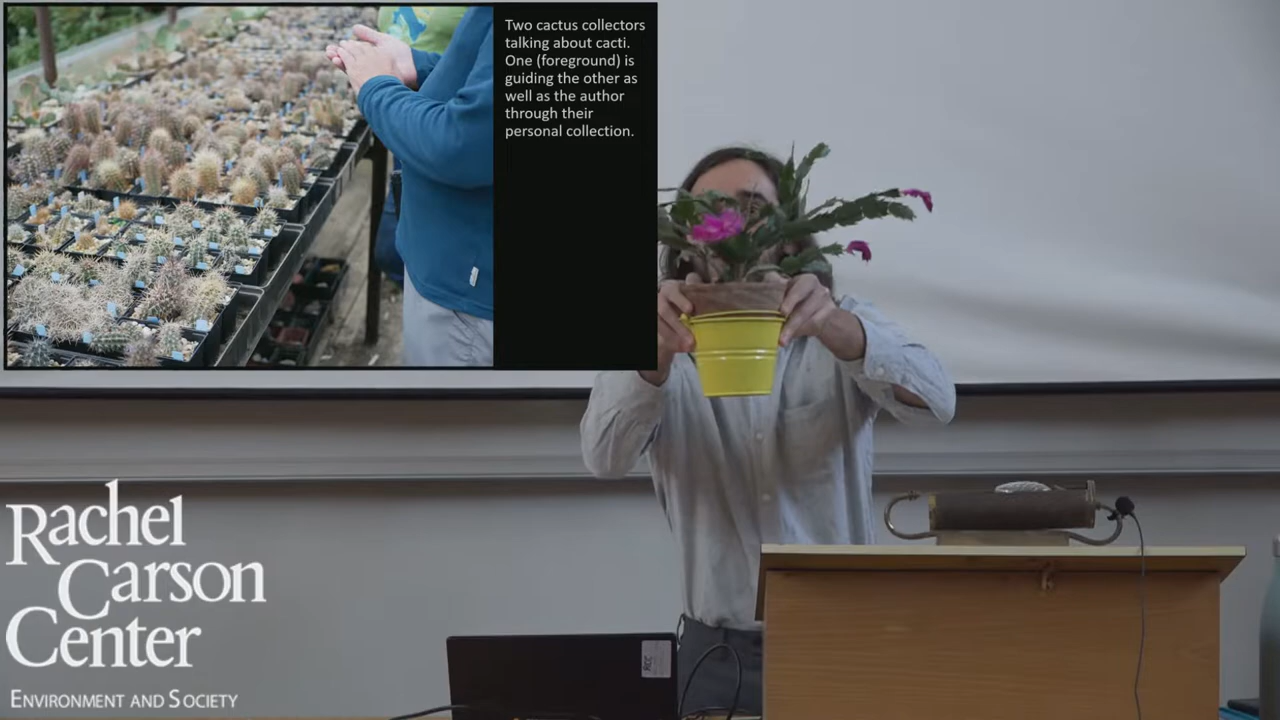 Two cactus collectors
talking about cacti.
One (foreground) is
guiding the other as
well as the author
through their
personal collection.
Rachel
Carson
Center
ENVIRONMENT AND SOCIETY
RCC